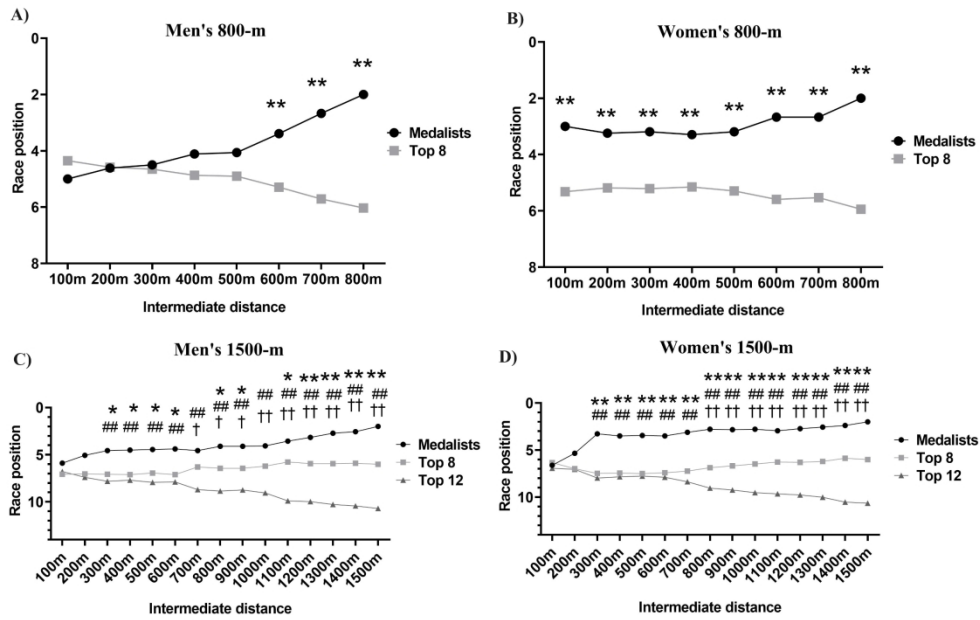 A)
Men's 800-m
0
2
4
6
8
Race position
** ** **
Medalists
Top 8
100m 200m 300m 400m 500m 600m 700m 800m
Intermediate distance
B)
Women's 800-m
0
2
4
6
8
Race position
** ** ** ** ** ** ** **
Medalists
Top 8
100m 200m 300m 400m 500m 600m 700m 800m
Intermediate distance
C)
Men's 1500-m
* * * * * * * ** ** ** **
## ## ## ## ## ## ## ## ## ## ## ## ##
† † † †† †† †† †† †† ††
0
5
10
Race position
Medalists
Top 8
Top 12
100m 200m 300m 400m 500m 600m 700m 800m 900m 1000m 1100m 1200m 1300m 1400m 1500m
Intermediate distance
D)
Women's 1500-m
** ** ** ** ** ** ** ** ** ** ** ** **
## ## ## ## ## ## ## ## ## ## ## ## ##
†† †† †† †† †† †† †† ††
0
5
10
Race position
Medalists
Top 8
Top 12
100m 200m 300m 400m 500m 600m 700m 800m 900m 1000m 1100m 1200m 1300m 1400m 1500m
Intermediate distance